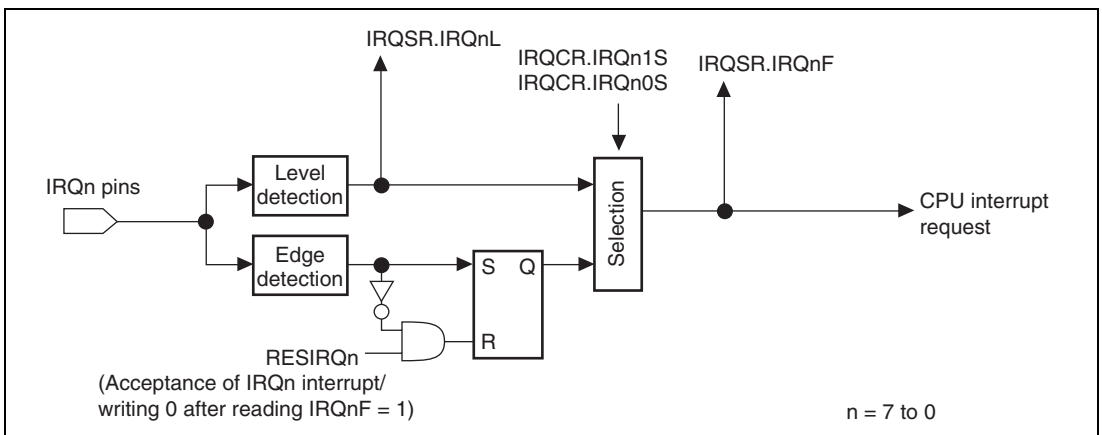 IRQSR.IRQnL
IRQCR.IRQn1S
IRQCR.IRQn0S
IRQSR.IRQnF
IRQn pins
Level
detection
Selection
CPU interrupt
request
Edge
detection
S Q
R
RESIRQn
(Acceptance of IRQn interrupt/
writing 0 after reading IRQnF = 1)
n = 7 to 0